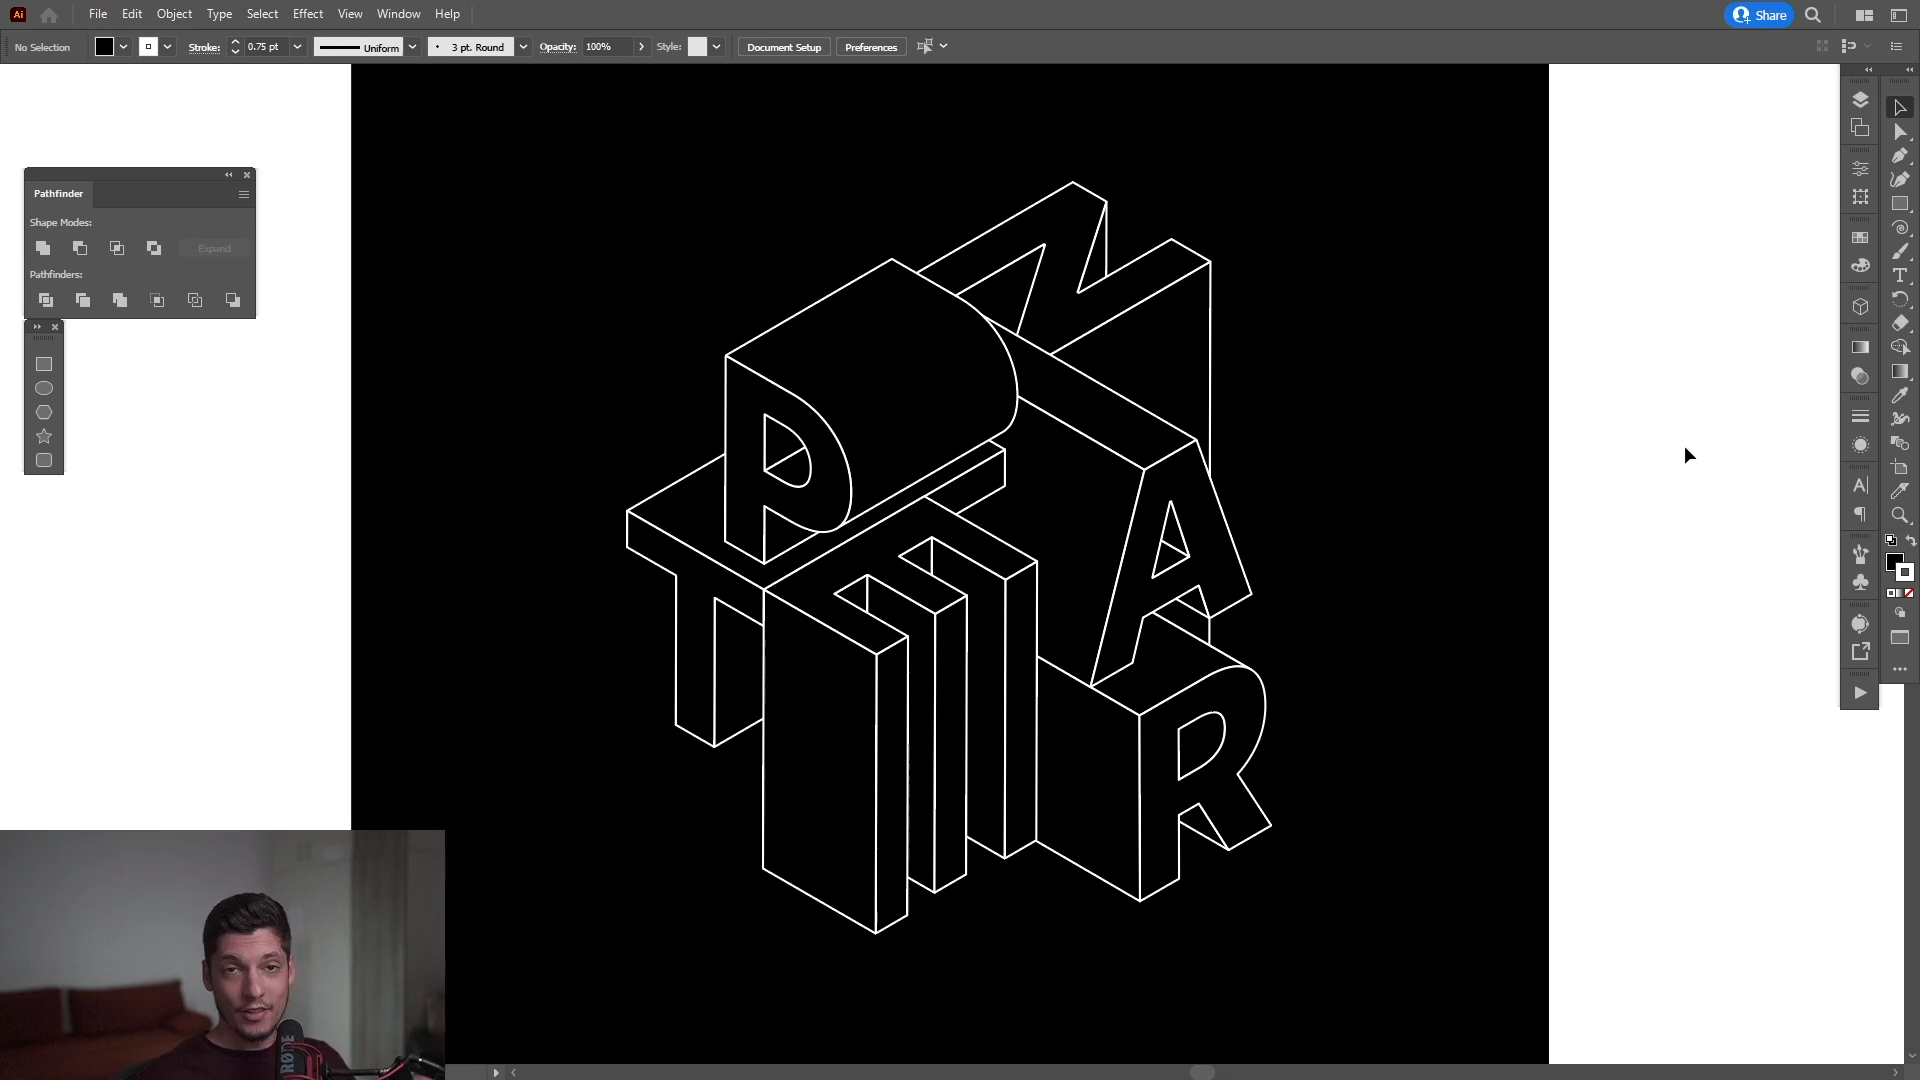 Ai File Edit Object Type Select Effect View Window Help Share
No Selection Stroke: 0.75 pt Uniform 3 pt. Round Opacity: 100% Style: Document Setup Preferences
Pathfinder
Shape Modes:
Expand
Pathfinders:
N
P
A
T
E
R
RØDE